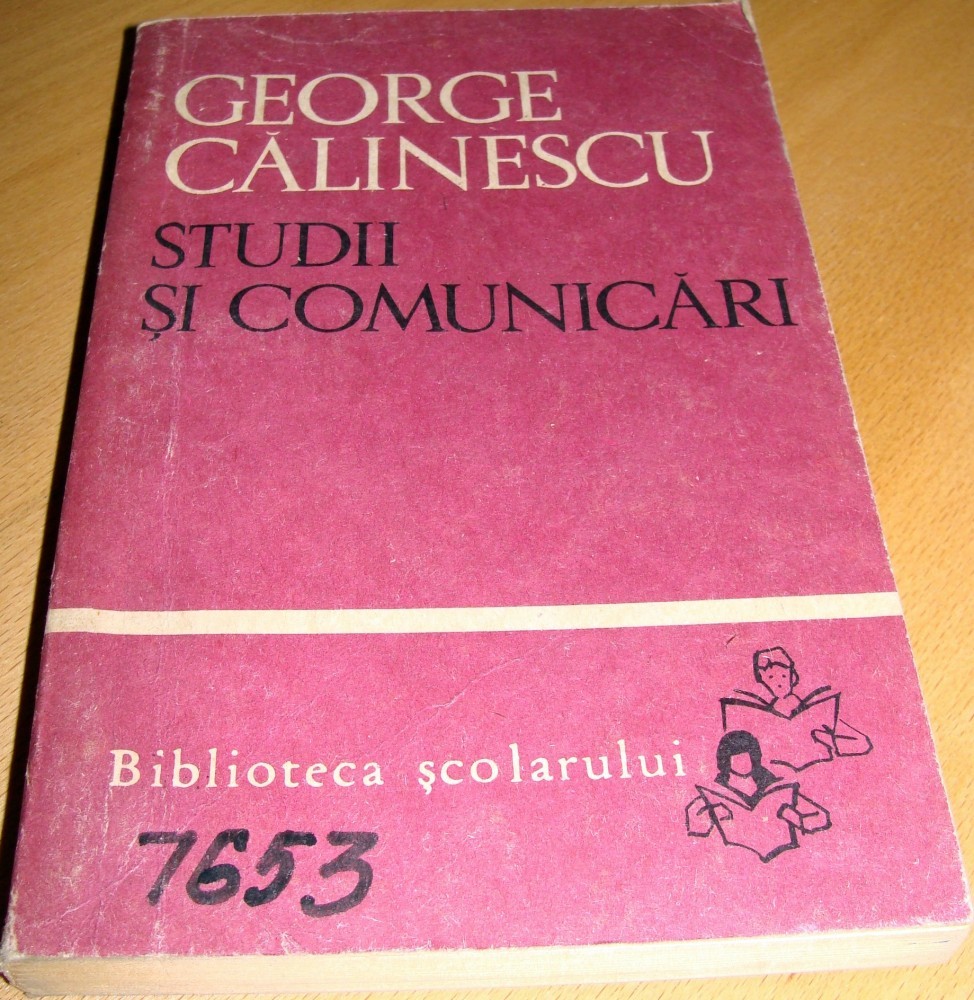 GEORGE
CĂLINESCU
STUDII
ȘI COMUNICĂRI
Biblioteca școlarului
7653